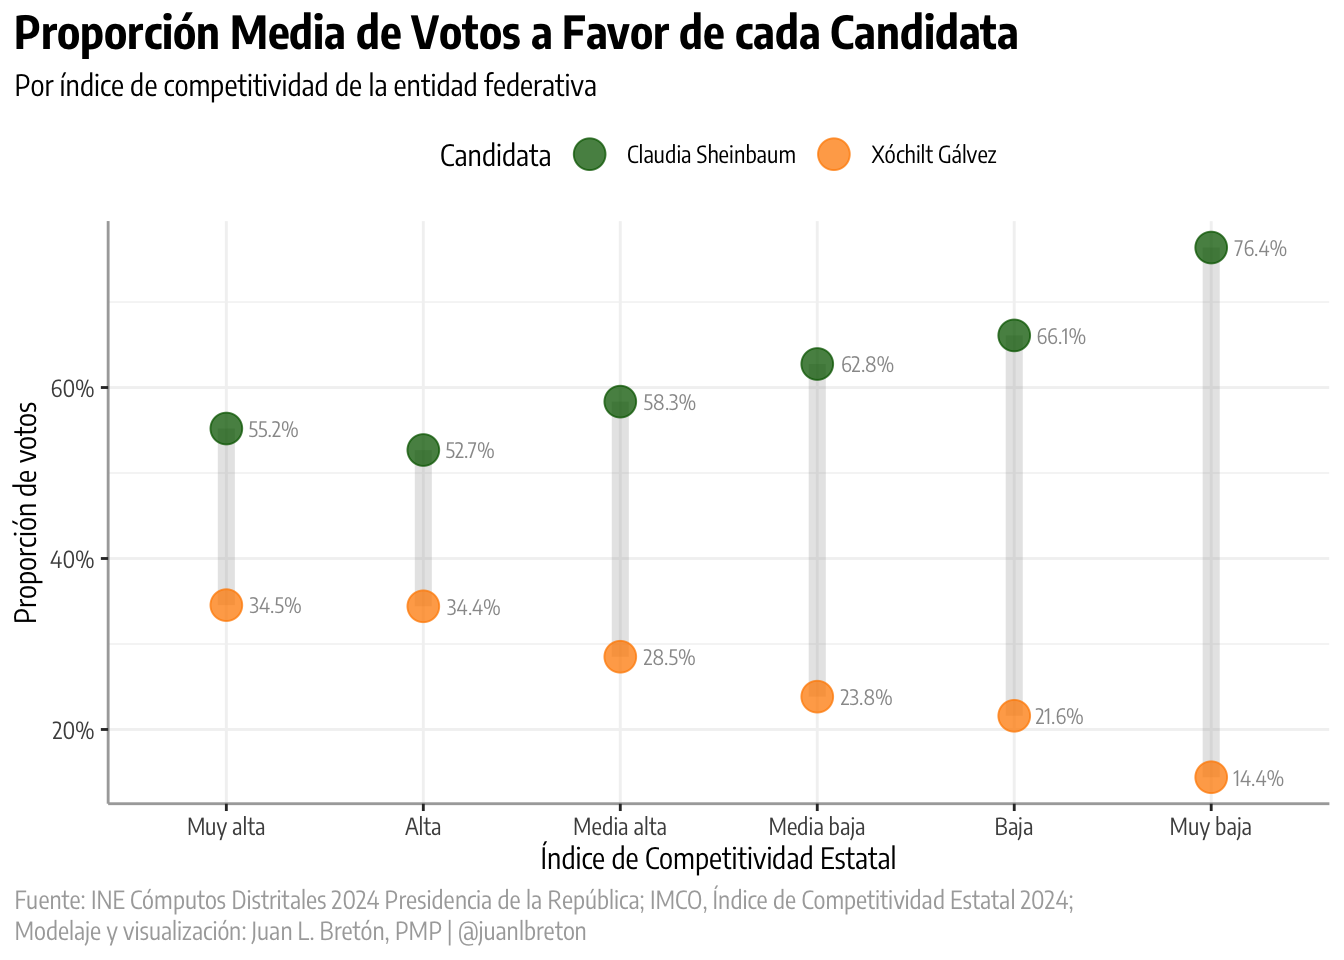 Proporción Media de Votos a Favor de cada Candidata
Por índice de competitividad de la entidad federativa
Candidata Claudia Sheinbaum Xóchilt Gálvez
76.4%
66.1%
62.8%
60%
58.3%
55.2%
52.7%
40%
34.5%
34.4%
28.5%
23.8%
21.6%
20%
14.4%
Proporción de votos
Muy alta Alta Media alta Media baja Baja Muy baja
Índice de Competitividad Estatal
Fuente: INE Cómputos Distritales 2024 Presidencia de la República; IMCO, Índice de Competitividad Estatal 2024;
Modelaje y visualización: Juan L. Bretón, PMP | @juanlbreton